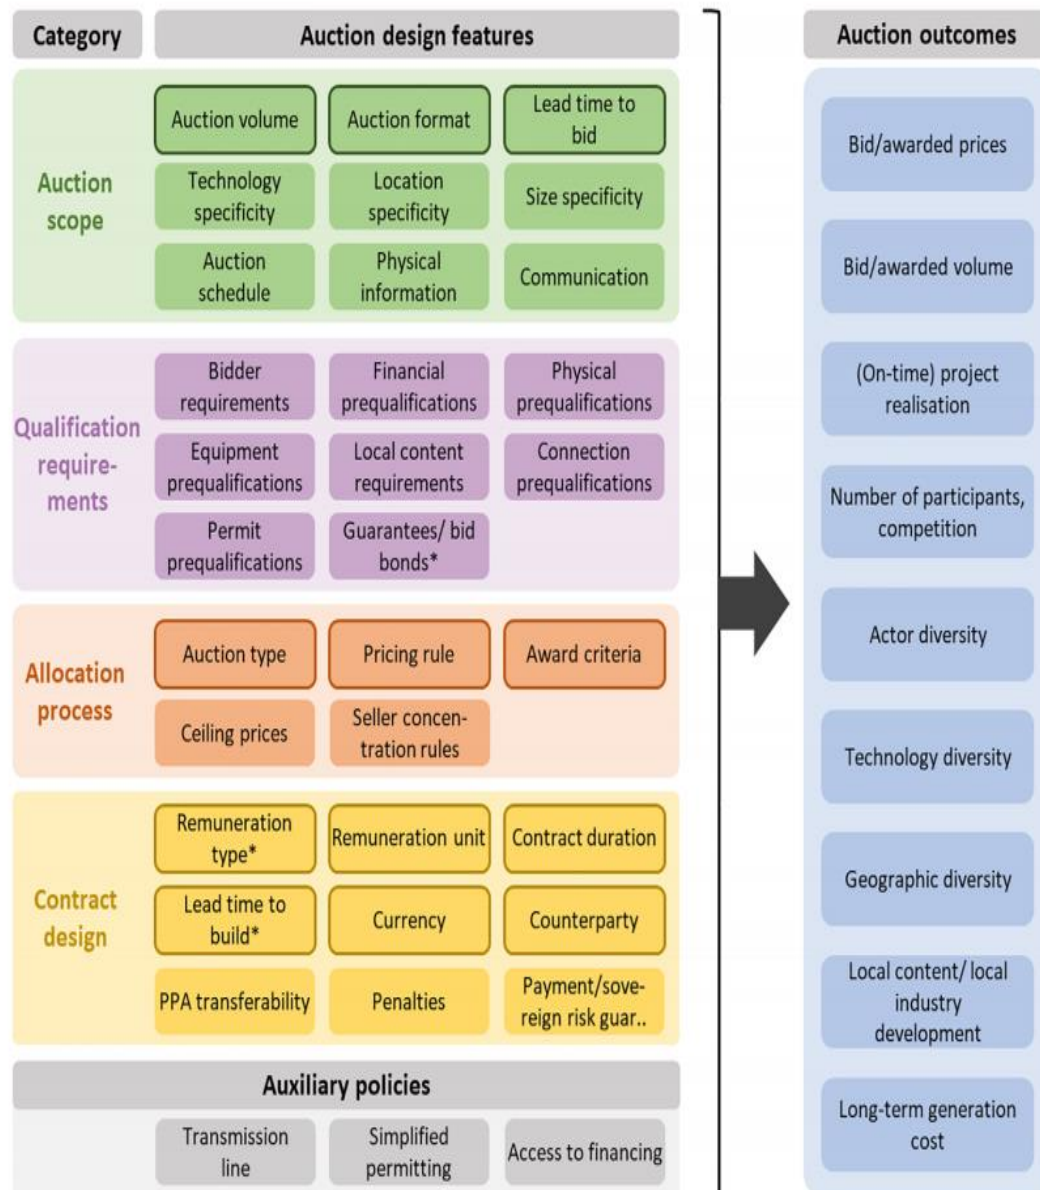 Category
Auction design features
Auction outcomes
Auction
scope
Auction volume
Auction format
Lead time to
bid
Technology
specificity
Location
specificity
Size specificity
Auction
schedule
Physical
information
Communication
Qualification
require-
ments
Bidder
requirements
Financial
prequalifications
Physical
prequalifications
Equipment
prequalifications
Local content
requirements
Connection
prequalifications
Permit
prequalifications
Guarantees/ bid
bonds*
Allocation
process
Auction type
Pricing rule
Award criteria
Ceiling prices
Seller concen-
tration rules
Contract
design
Remuneration
type*
Remuneration unit
Contract duration
Lead time to
build*
Currency
Counterparty
PPA transferability
Penalties
Payment/sove-
reign risk guar..
Auxiliary policies
Transmission
line
Simplified
permitting
Access to financing
Bid/awarded prices
Bid/awarded volume
(On-time) project
realisation
Number of participants,
competition
Actor diversity
Technology diversity
Geographic diversity
Local content/ local
industry
development
Long-term generation
cost